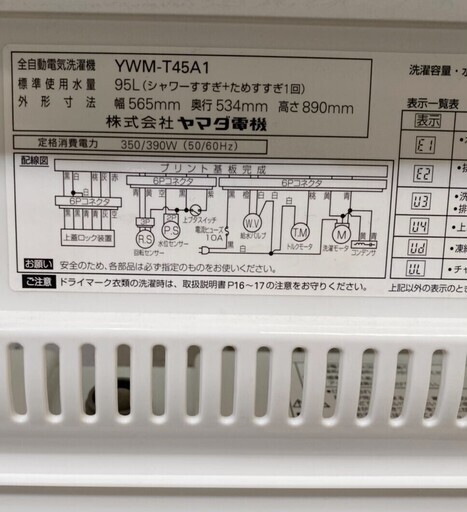 全自動電気洗濯機 YWM-T45A1
標準使用水量 95L(シャワーすすぎ+ためすすぎ1回)
外形寸法 幅565mm 奥行534mm 高さ890mm
株式会社 ヤマダ電機
定格消費電力 350/390W (50/60Hz)
配線図
プリント基板完成
6Pコネクタ
6Pコネクタ
6Pコネクタ
上蓋ロック装置
3P
R.S
回転センサー
P.S
水位センサー
上ブタスイッチ
電流ヒューズ
10A
W.V
給水バルブ
T.M
トルクモータ
M
洗濯モータ
コンデンサ
お願い 安全のため、各部品は必ず指定のものをお使いください。
ご注意 ドライマーク衣類の洗濯時は、取扱説明書P16〜17の注意をお守りください。
洗濯容量・水
表示一覧表
表示
E1
E2
U3
U4
Ud
UL
上記以外の表示のとき